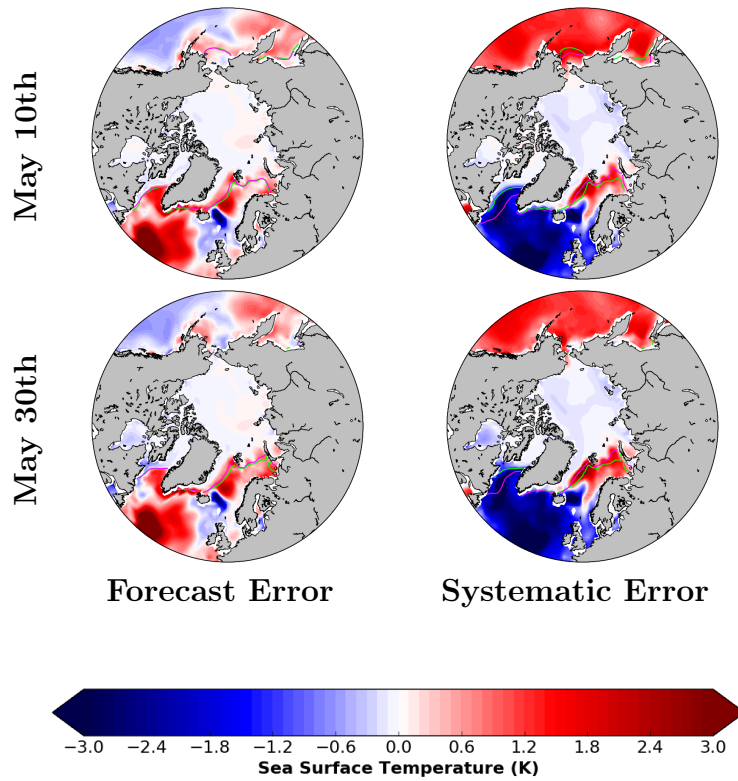 May 10th
May 30th
Forecast Error Systematic Error
−3.0 −2.4 −1.8 −1.2 −0.6 0.0 0.6 1.2 1.8 2.4 3.0
Sea Surface Temperature (K)